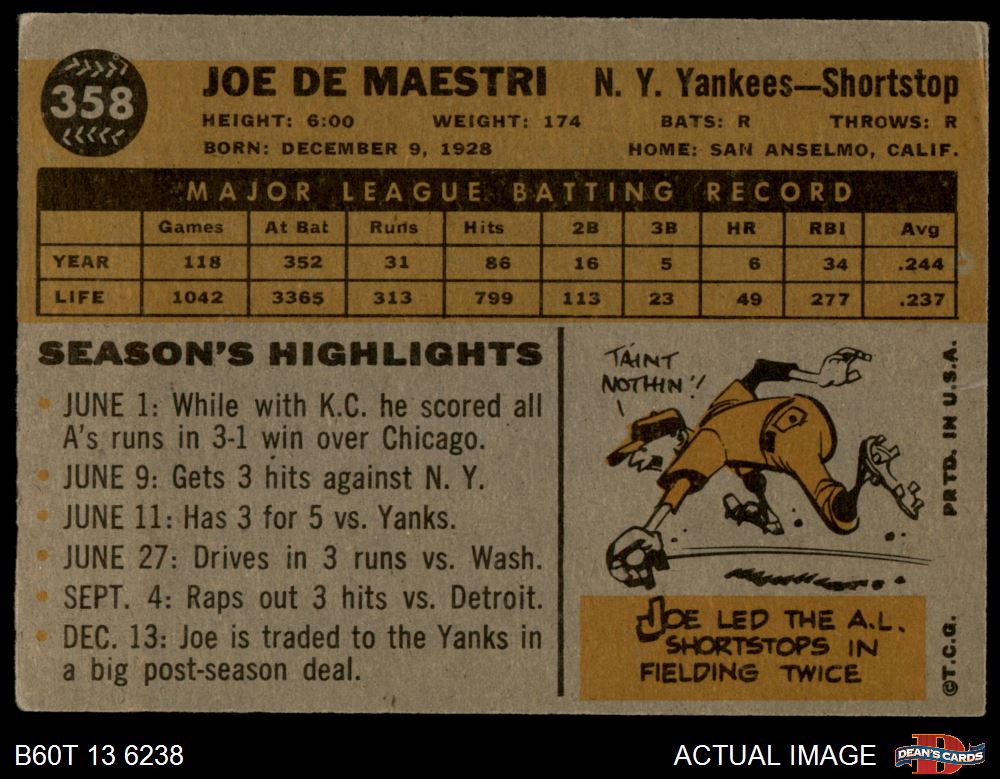 358
JOE DE MAESTRI N. Y. Yankees—Shortstop
HEIGHT: 6:00 WEIGHT: 174 BATS: R THROWS: R
BORN: DECEMBER 9, 1928 HOME: SAN ANSELMO, CALIF.
MAJOR LEAGUE BATTING RECORD
Games At Bat Runs Hits 2B 3B HR RBI Avg
YEAR 118 352 31 86 16 5 6 34 .244
LIFE 1042 3365 313 799 113 23 49 277 .237
SEASON'S HIGHLIGHTS
JUNE 1: While with K.C. he scored all
A's runs in 3-1 win over Chicago.
JUNE 9: Gets 3 hits against N. Y.
JUNE 11: Has 3 for 5 vs. Yanks.
JUNE 27: Drives in 3 runs vs. Wash.
SEPT. 4: Raps out 3 hits vs. Detroit.
DEC. 13: Joe is traded to the Yanks in
a big post-season deal.
TAINT
NOTHIN'!
JOE LED THE A.L.
SHORTSTOPS IN
FIELDING TWICE
©T.C.G. PRTD. IN U.S.A.
B60T 13 6238 ACTUAL IMAGE DEAN'S CARDS